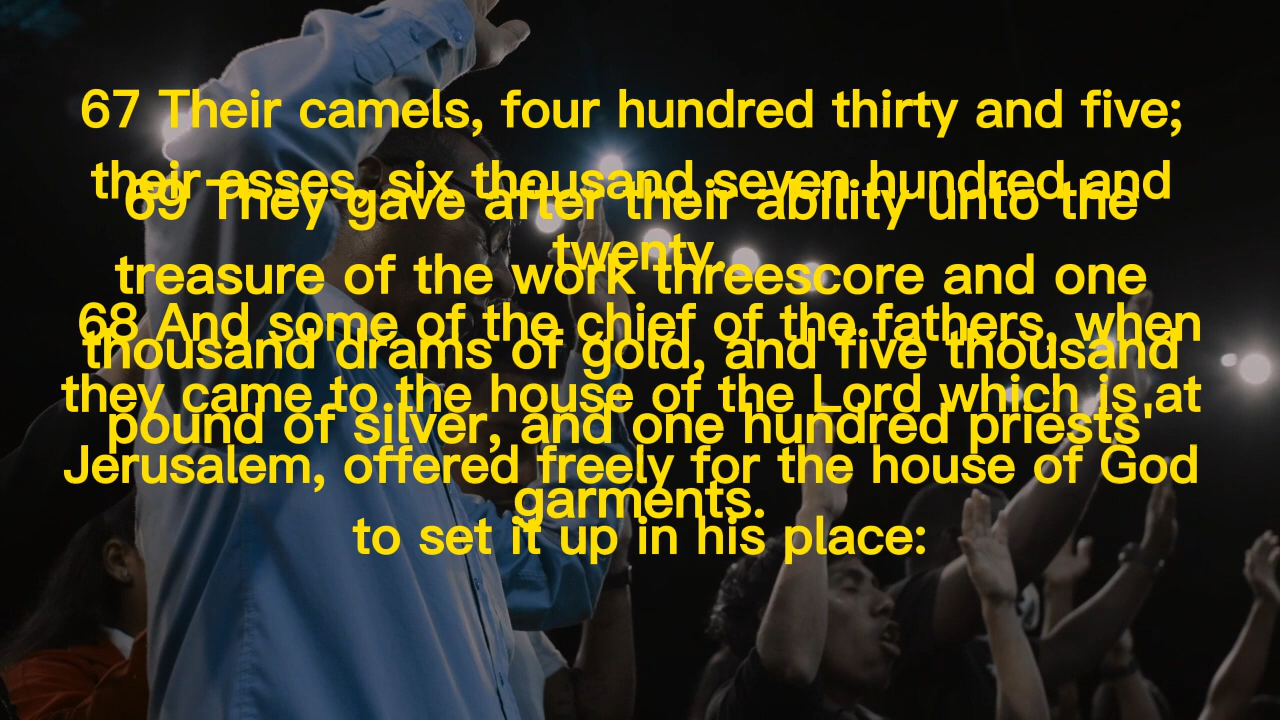 67 Their camels, four hundred thirty and five;
their asses, six thousand seven hundred and
twenty.
68 And some of the chief of the fathers, when
they came to the house of the Lord which is at
Jerusalem, offered freely for the house of God
to set it up in his place:
69 They gave after their ability unto the
treasure of the work threescore and one
thousand drams of gold, and five thousand
pound of silver, and one hundred priests'
garments.